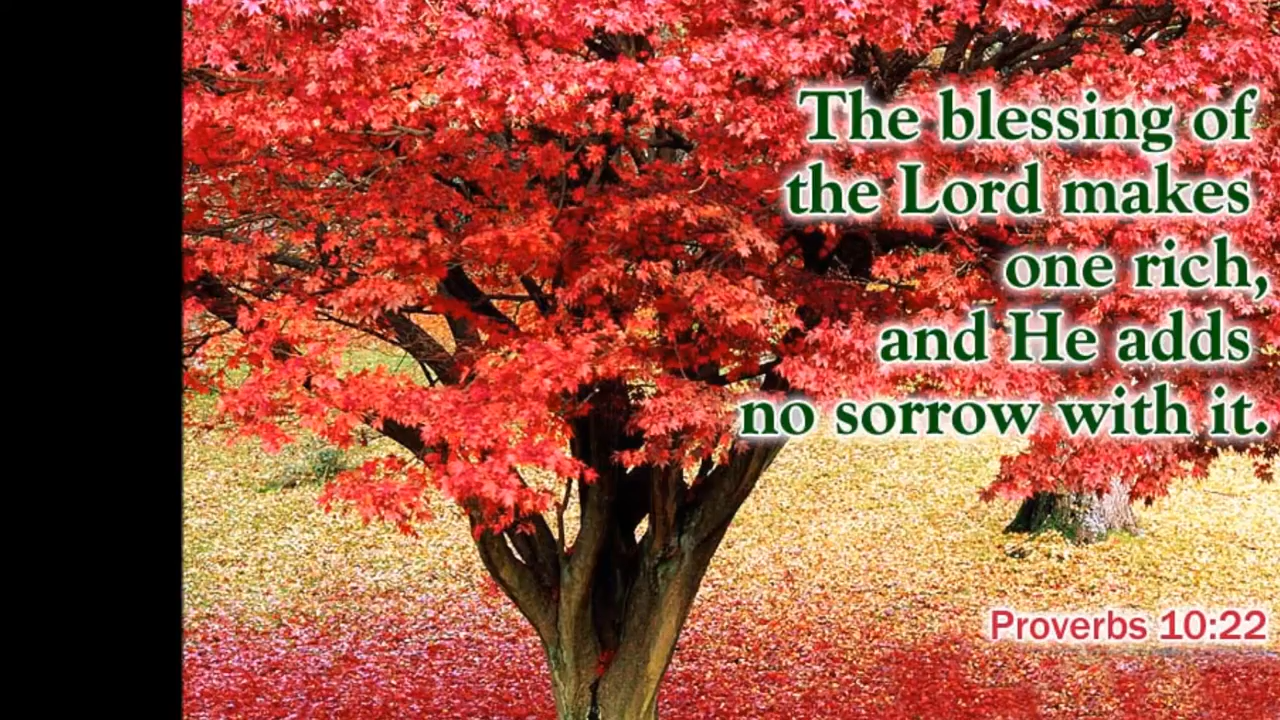 The blessing of
the Lord makes
one rich,
and He adds
no sorrow with it.
Proverbs 10:22